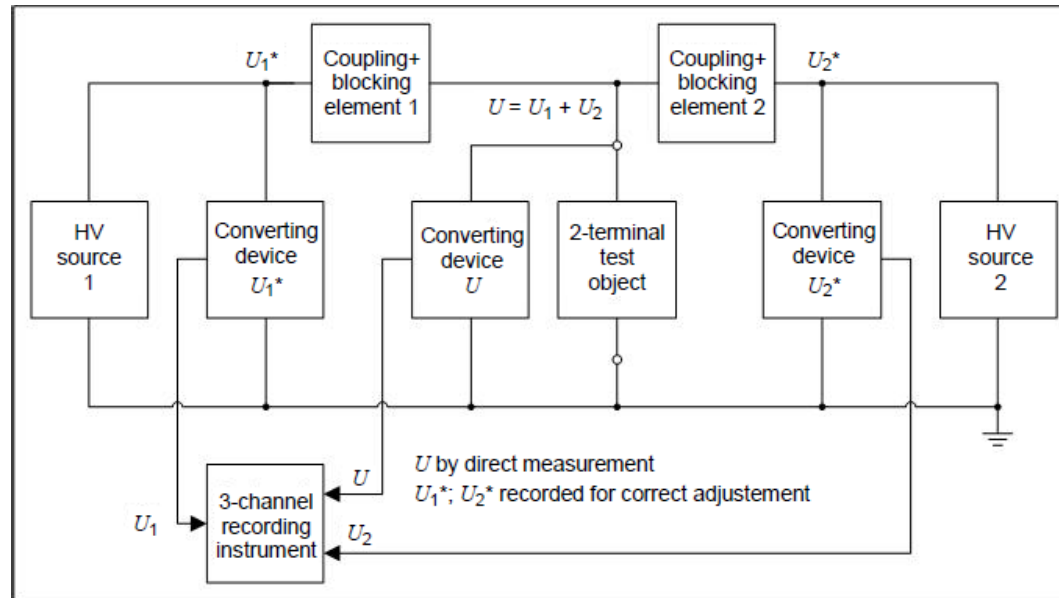 U1*
Coupling+
blocking
element 1
U = U1 + U2
Coupling+
blocking
element 2
U2*
HV
source
1
Converting
device
U1*
Converting
device
U
2-terminal
test
object
Converting
device
U2*
HV
source
2
U by direct measurement
U1*; U2* recorded for correct adjustement
U
U1
3-channel
recording
instrument
U2